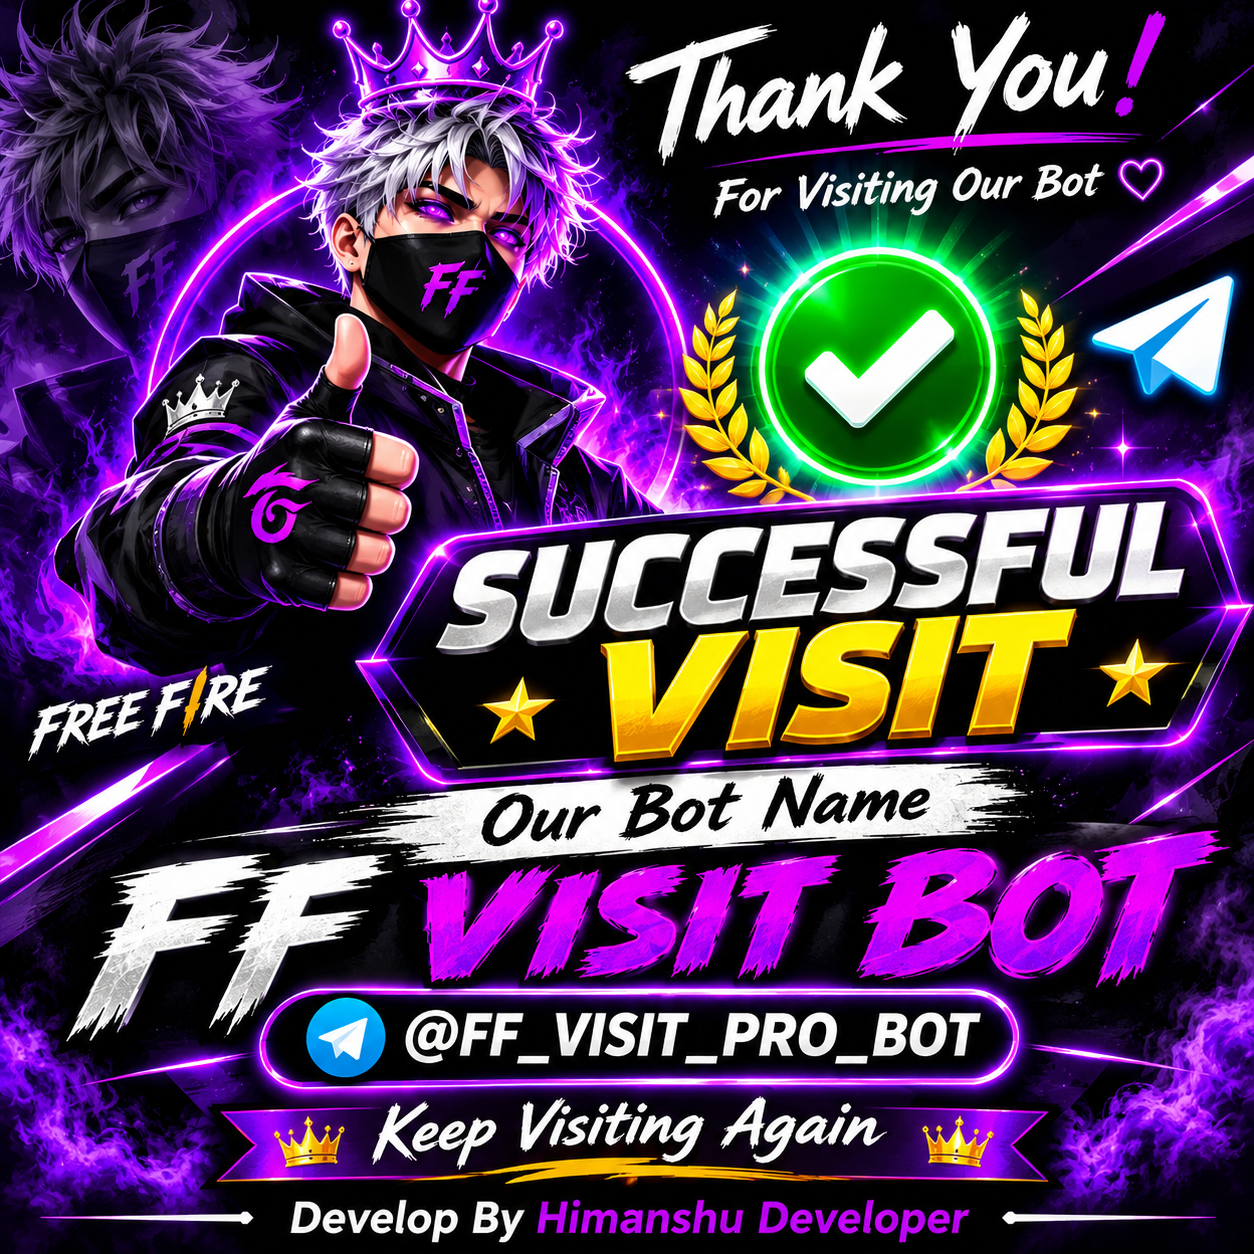 Thank You!
For Visiting Our Bot
FF
FF
SUCCESSFUL
VISIT
FREE FIRE
Our Bot Name
FF VISIT BOT
@FF_VISIT_PRO_BOT
Keep Visiting Again
Develop By Himanshu Developer